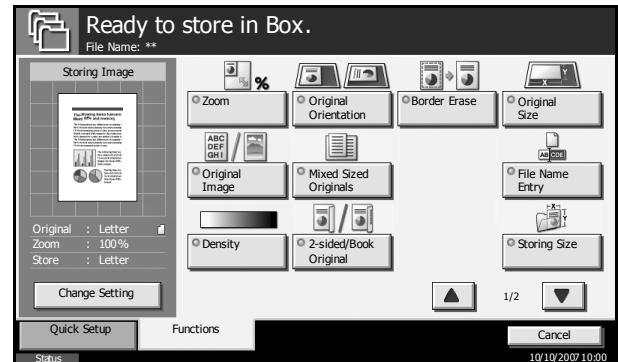 Ready to store in Box.
File Name: **
Storing Image
%
Zoom
Original
Orientation
Border Erase
Original
Size
X
Y
ABC
DEF
GHI
AB CDE
Original
Image
Mixed Sized
Originals
File Name
Entry
X
Y
Density
2-sided/Book
Original
Storing Size
Original : Letter
Zoom : 100%
Store : Letter
Change Setting
1/2
Quick Setup
Functions
Cancel
Status
10/10/2007 10:00